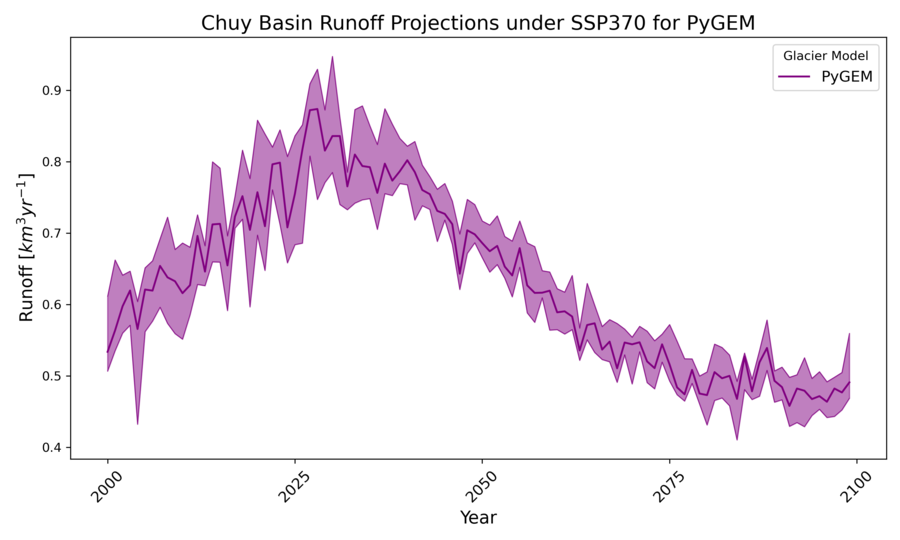 Chuy Basin Runoff Projections under SSP370 for PyGEM
Glacier Model
PyGEM
Runoff [km³yr⁻¹]
0.9
0.8
0.7
0.6
0.5
0.4
2000
2025
2050
2075
2100
Year